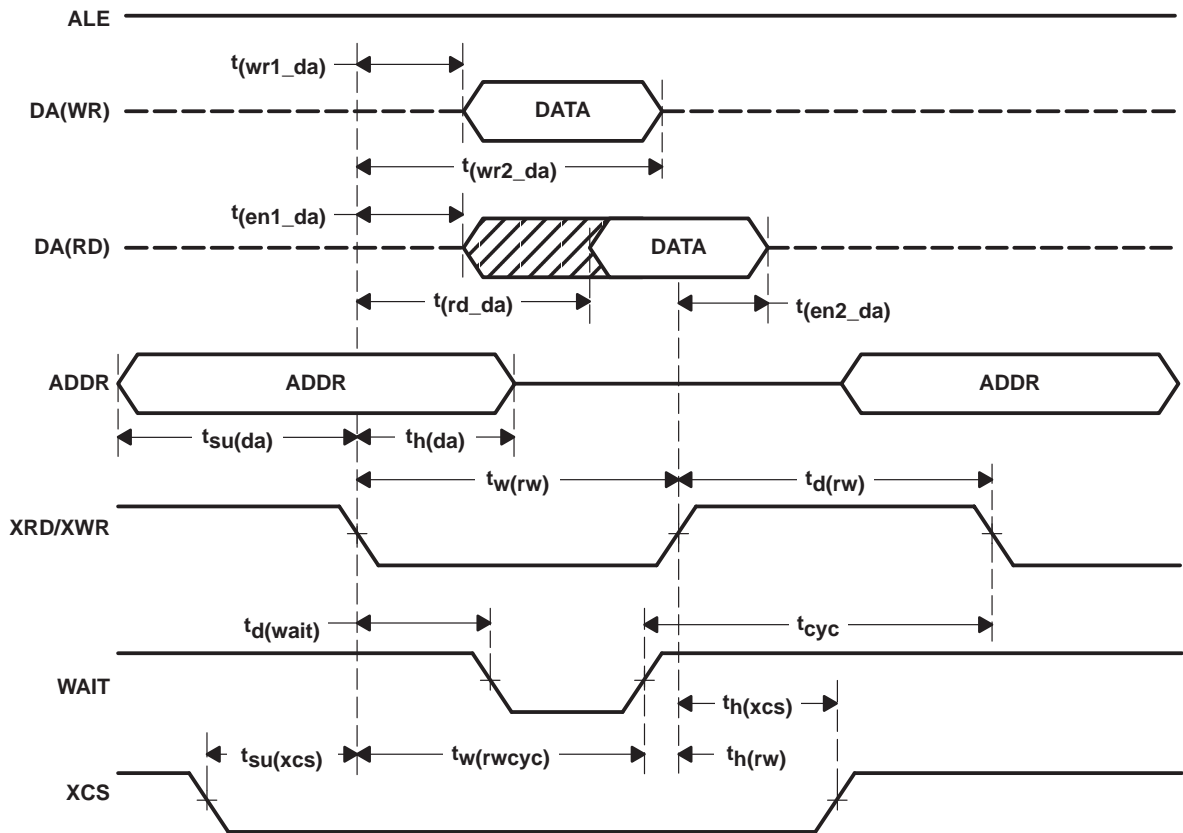 ALE
t(wr1_da)
DA(WR) DATA
t(wr2_da)
t(en1_da)
DA(RD) DATA
t(rd_da) t(en2_da)
ADDR ADDR ADDR
tsu(da) th(da)
tw(rw) td(rw)
XRD/XWR
td(wait) tcyc
WAIT
th(xcs)
tsu(xcs) tw(rwcyc) th(rw)
XCS